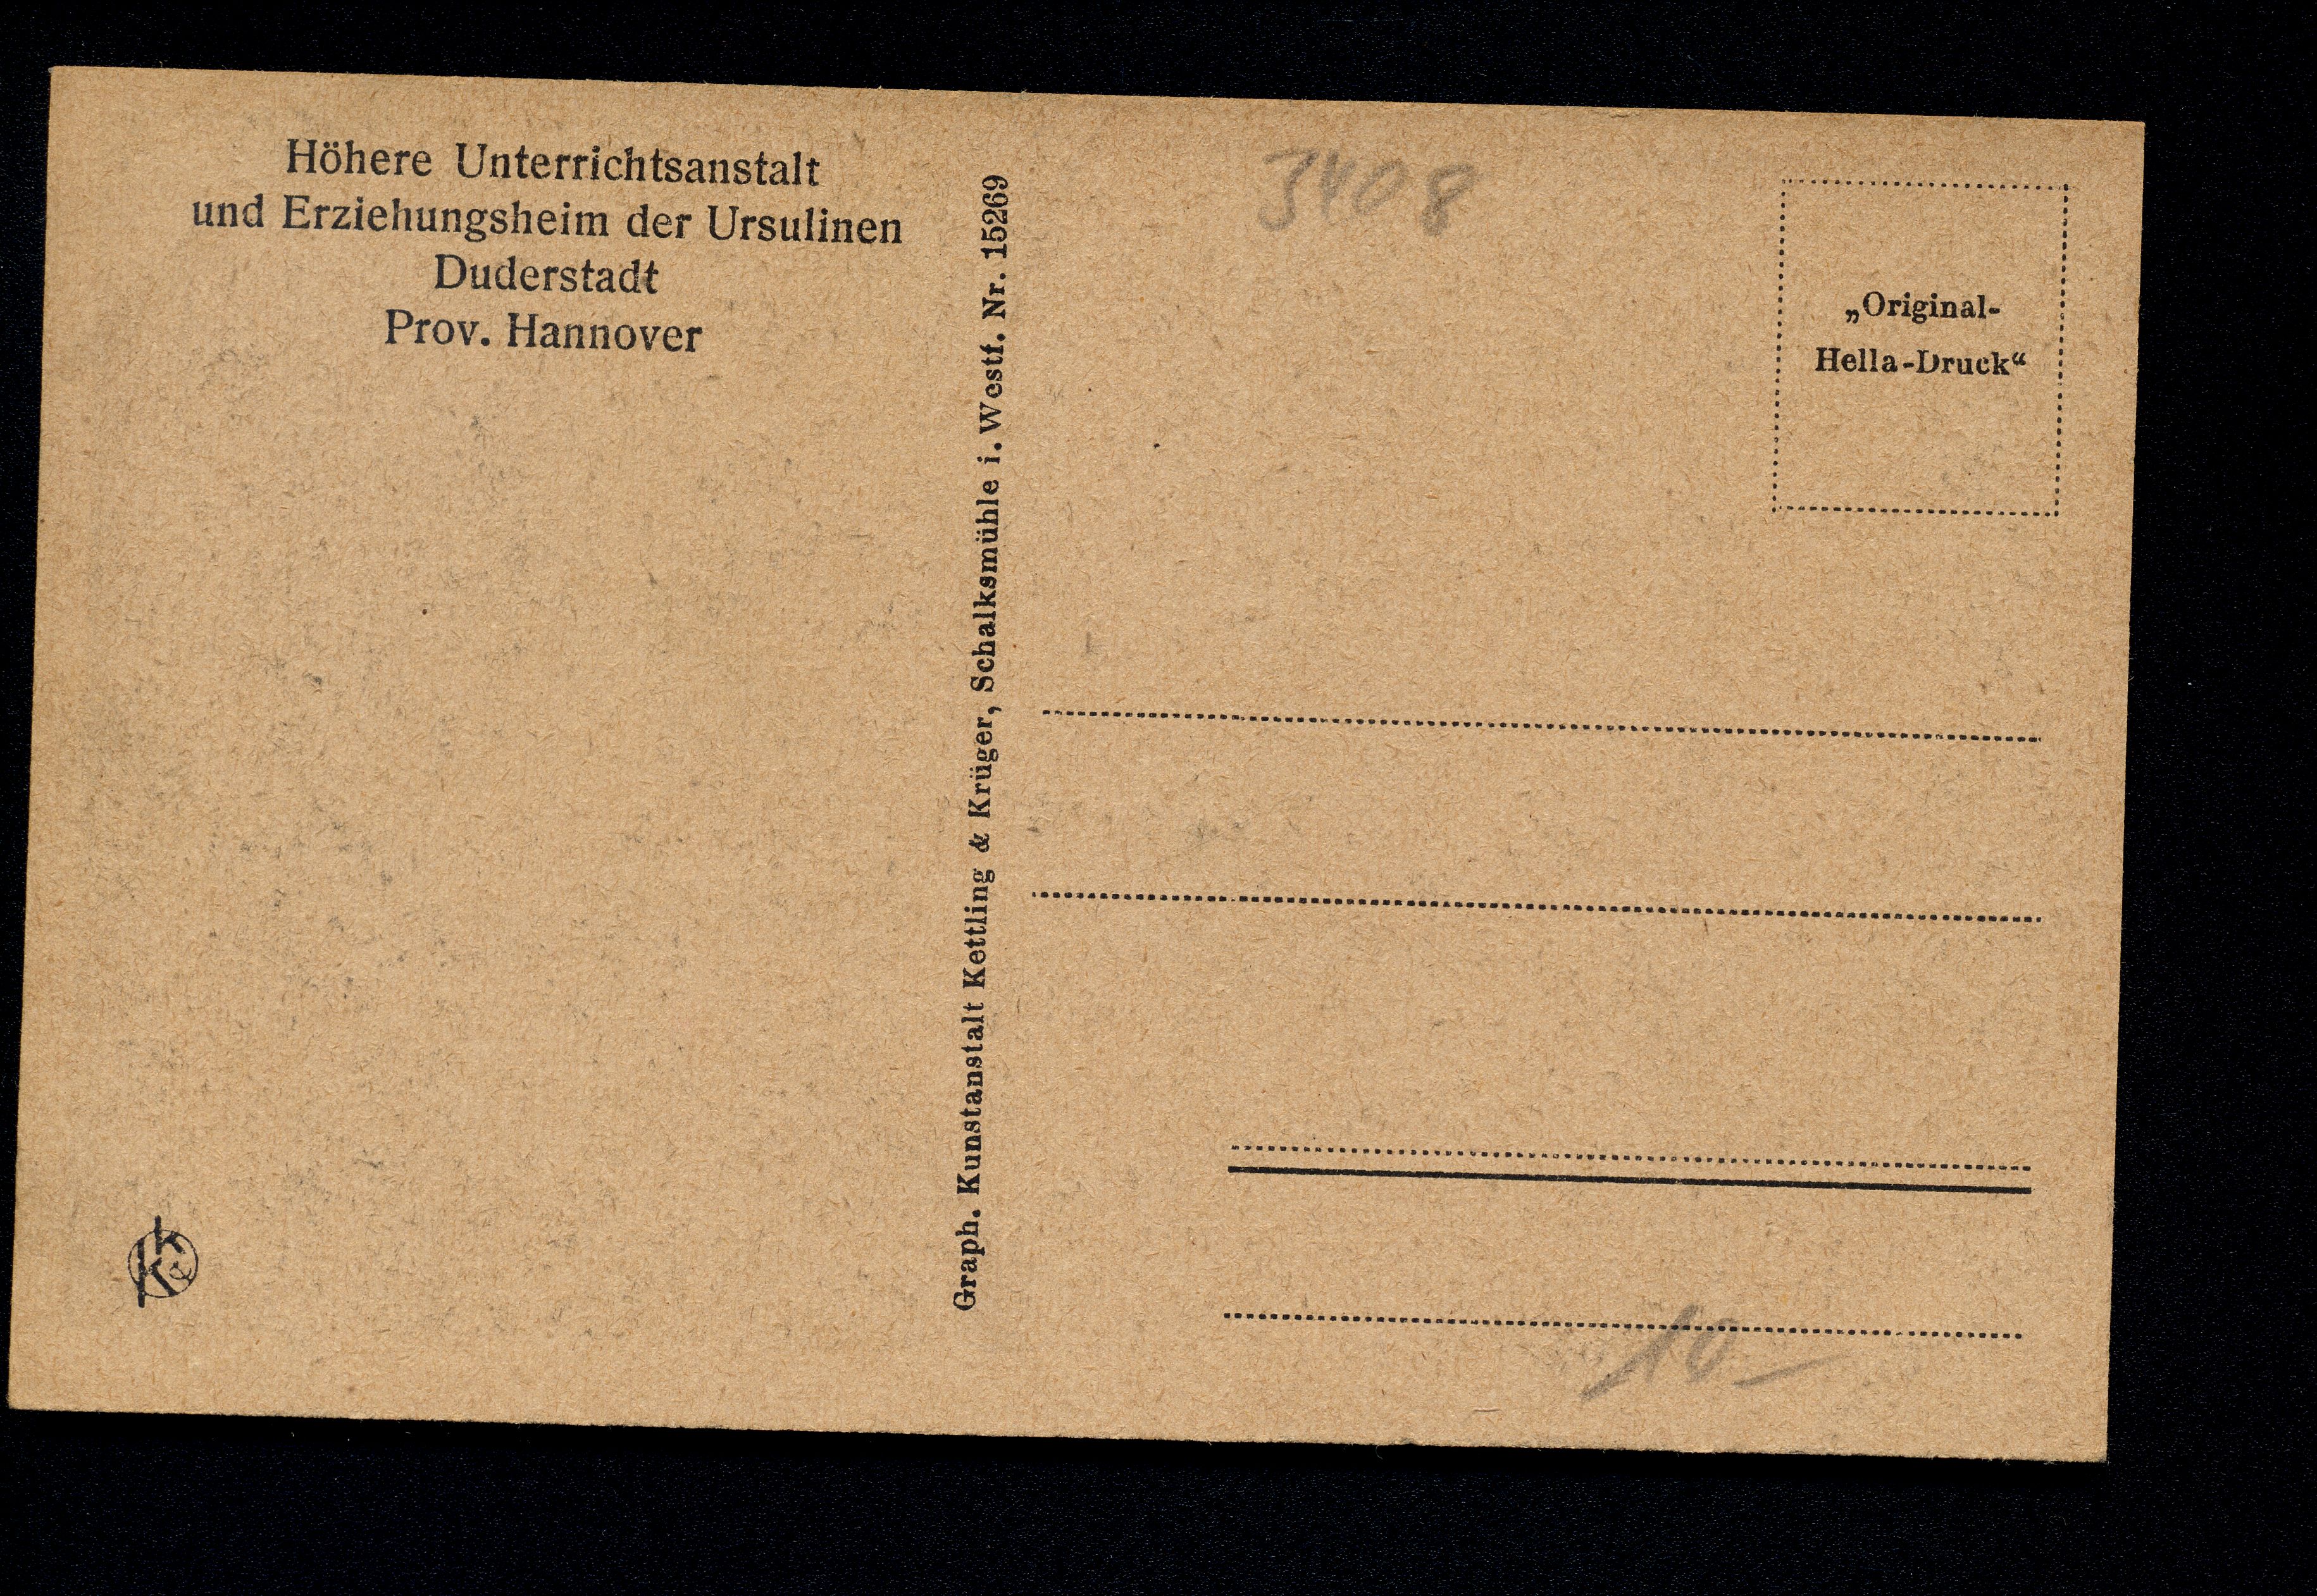 Höhere Unterrichtsanstalt
und Erziehungsheim der Ursulinen
Duderstadt
Prov. Hannover
Graph. Kunstanstalt Kettling & Krüger, Schalksmühle i. Westf. Nr. 15269
3408
„Original-
Hella-Druck“
10-
K&K